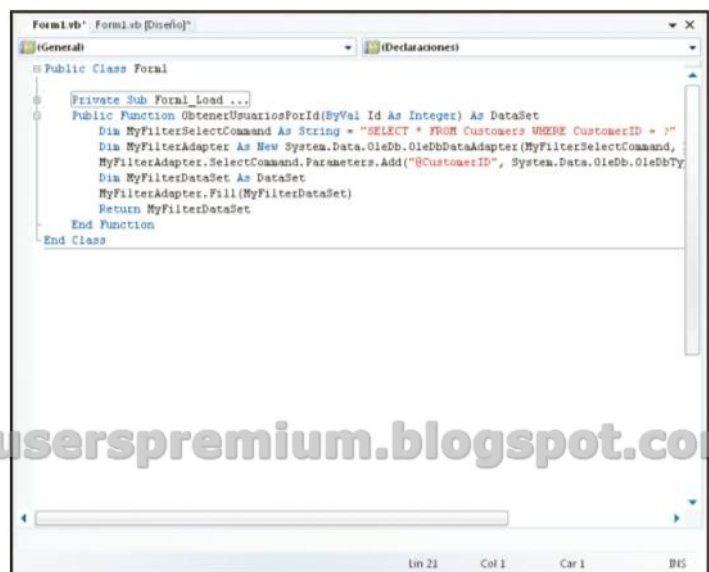 Form1.vb* Form1.vb [Diseño]*
(General) (Declaraciones)
Public Class Form1
Private Sub Form1_Load ...
Public Function ObtenerUsuariosPorId(ByVal Id As Integer) As DataSet
Dim MyFilterSelectCommand As String = "SELECT * FROM Customers WHERE CustomerID = ?"
Dim MyFilterAdapter As New System.Data.OleDb.OleDbDataAdapter(MyFilterSelectCommand,
MyFilterAdapter.SelectCommand.Parameters.Add("@CustomerID", System.Data.OleDb.OleDbTy
Dim MyFilterDataSet As DataSet
MyFilterAdapter.Fill(MyFilterDataSet)
Return MyFilterDataSet
End Function
End Class
userspremium.blogspot.co
Lin 21 Col 1 Car 1 INS